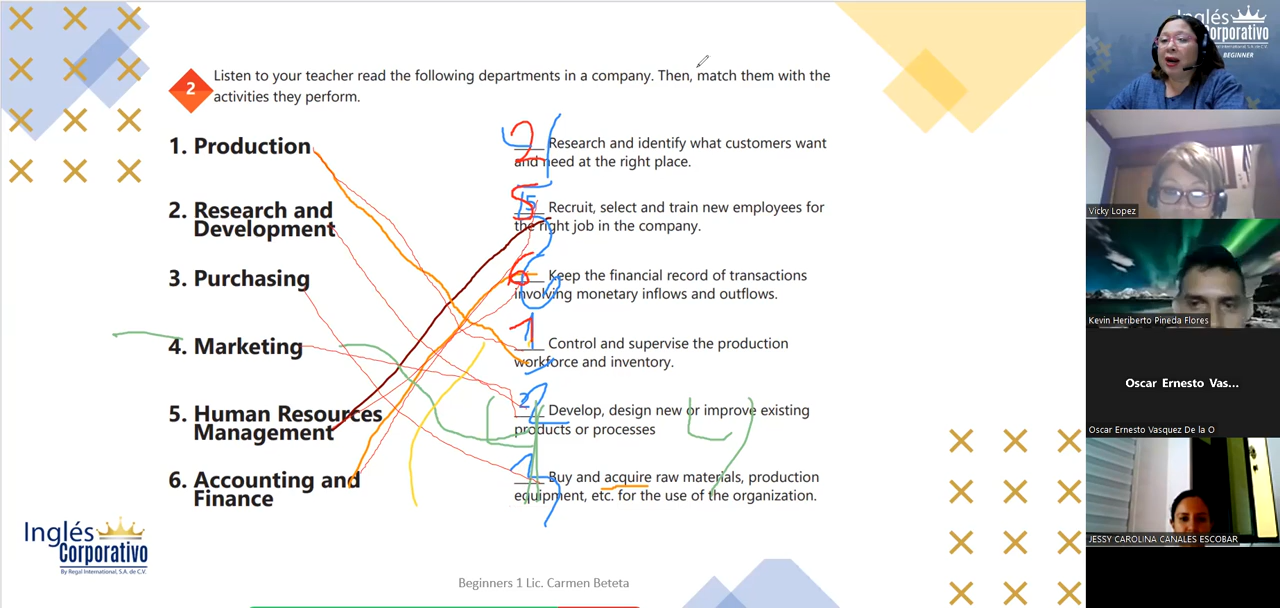 2
Listen to your teacher read the following departments in a company. Then, match them with the
activities they perform.
1. Production
2. Research and
Development
3. Purchasing
4. Marketing
5. Human Resources
Management
6. Accounting and
Finance
2
Research and identify what customers want
and need at the right place.
5
Recruit, select and train new employees for
the right job in the company.
6
Keep the financial record of transactions
involving monetary inflows and outflows.
1
Control and supervise the production
workforce and inventory.
2
Develop, design new or improve existing
products or processes
Buy and acquire raw materials, production
equipment, etc. for the use of the organization.
Inglés
Corporativo
By Regal International, S.A. de C.V.
Beginners 1 Lic. Carmen Beteta
Inglés
Corporativo
BEGINNER
Vicky Lopez
Kevin Heriberto Pineda Flores
Oscar Ernesto Vas...
Oscar Ernesto Vasquez De la O
JESSY CAROLINA CANALES ESCOBAR